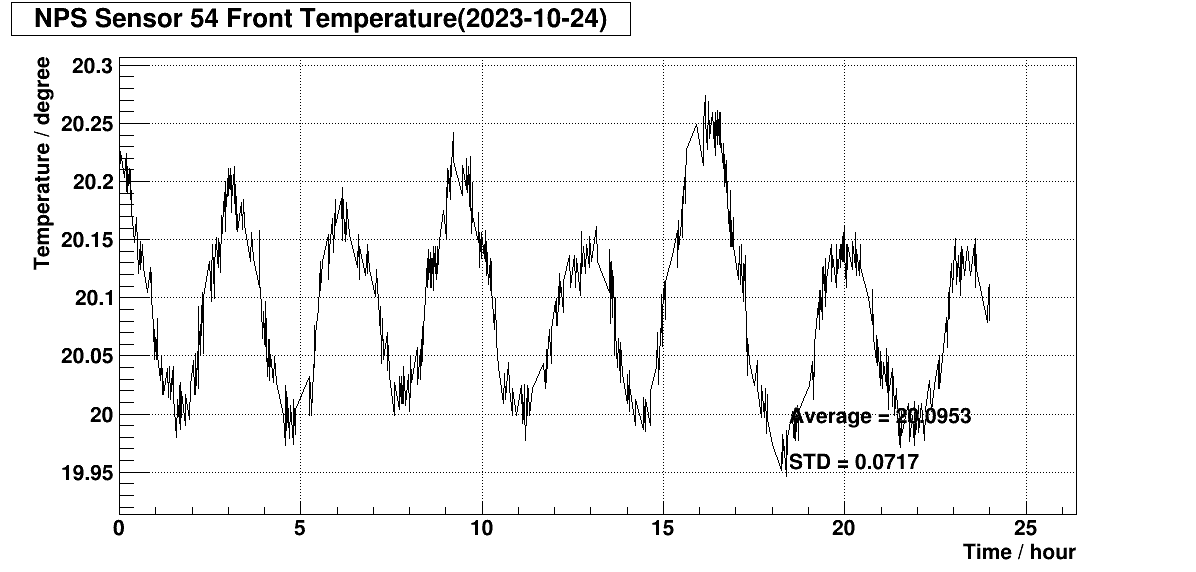 NPS Sensor 54 Front Temperature(2023-10-24)
Temperature / degree
20.3
20.25
20.2
20.15
20.1
20.05
20
19.95
Average = 20.0953
STD = 0.0717
0 5 10 15 20 25
Time / hour